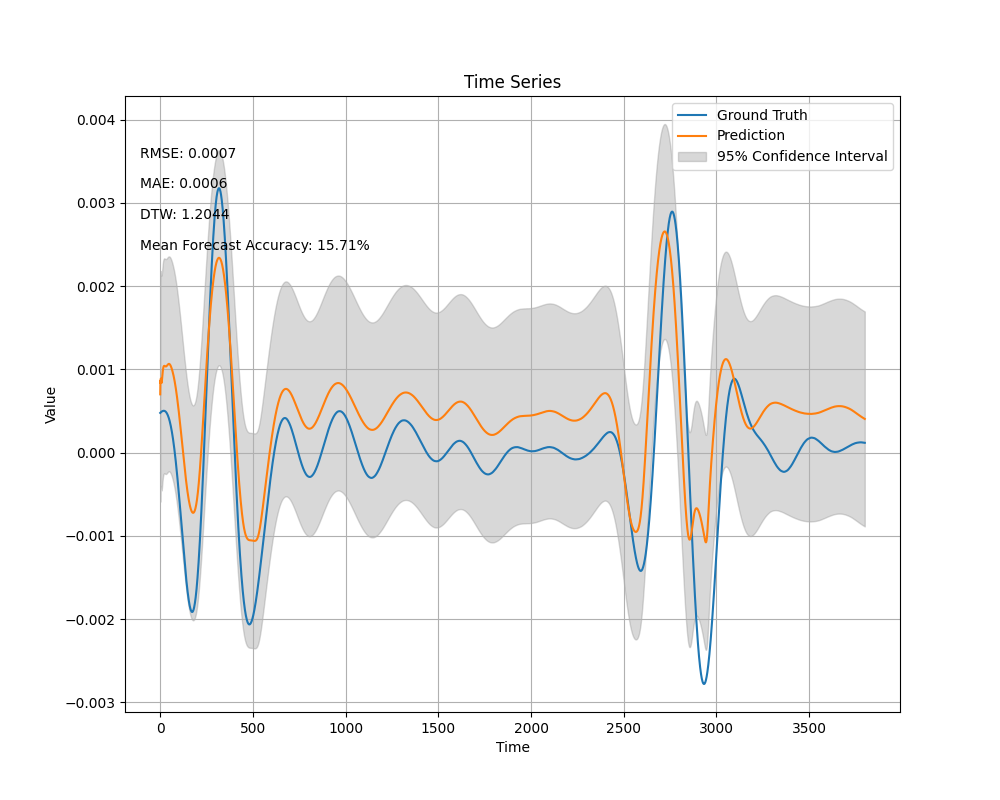 Time Series
Ground Truth
Prediction
95% Confidence Interval
RMSE: 0.0007
MAE: 0.0006
DTW: 1.2044
Mean Forecast Accuracy: 15.71%
Value
0.004
0.003
0.002
0.001
0.000
−0.001
−0.002
−0.003
0 500 1000 1500 2000 2500 3000 3500
Time